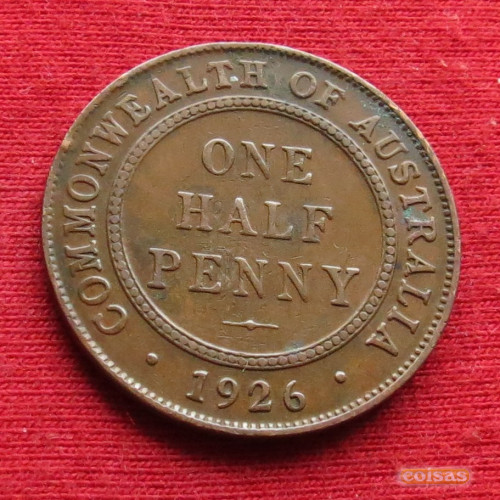 COMMONWEALTH OF AUSTRALIA
ONE
HALF
PENNY
· 1926 ·
coisas